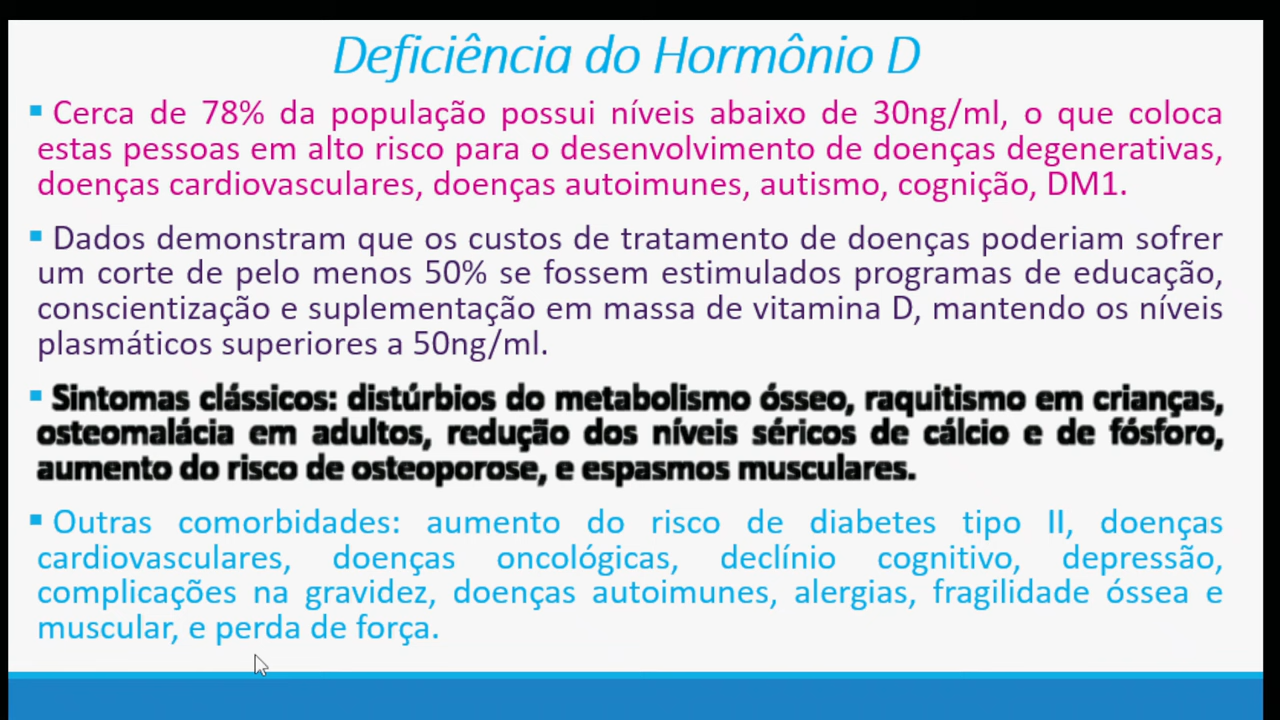 Deficiência do Hormônio D
▪ Cerca de 78% da população possui níveis abaixo de 30ng/ml, o que coloca
estas pessoas em alto risco para o desenvolvimento de doenças degenerativas,
doenças cardiovasculares, doenças autoimunes, autismo, cognição, DM1.
▪ Dados demonstram que os custos de tratamento de doenças poderiam sofrer
um corte de pelo menos 50% se fossem estimulados programas de educação,
conscientização e suplementação em massa de vitamina D, mantendo os níveis
plasmáticos superiores a 50ng/ml.
▪ Sintomas clássicos: distúrbios do metabolismo ósseo, raquitismo em crianças,
osteomalácia em adultos, redução dos níveis séricos de cálcio e de fósforo,
aumento do risco de osteoporose, e espasmos musculares.
▪ Outras comorbidades: aumento do risco de diabetes tipo II, doenças
cardiovasculares, doenças oncológicas, declínio cognitivo, depressão,
complicações na gravidez, doenças autoimunes, alergias, fragilidade óssea e
muscular, e perda de força.